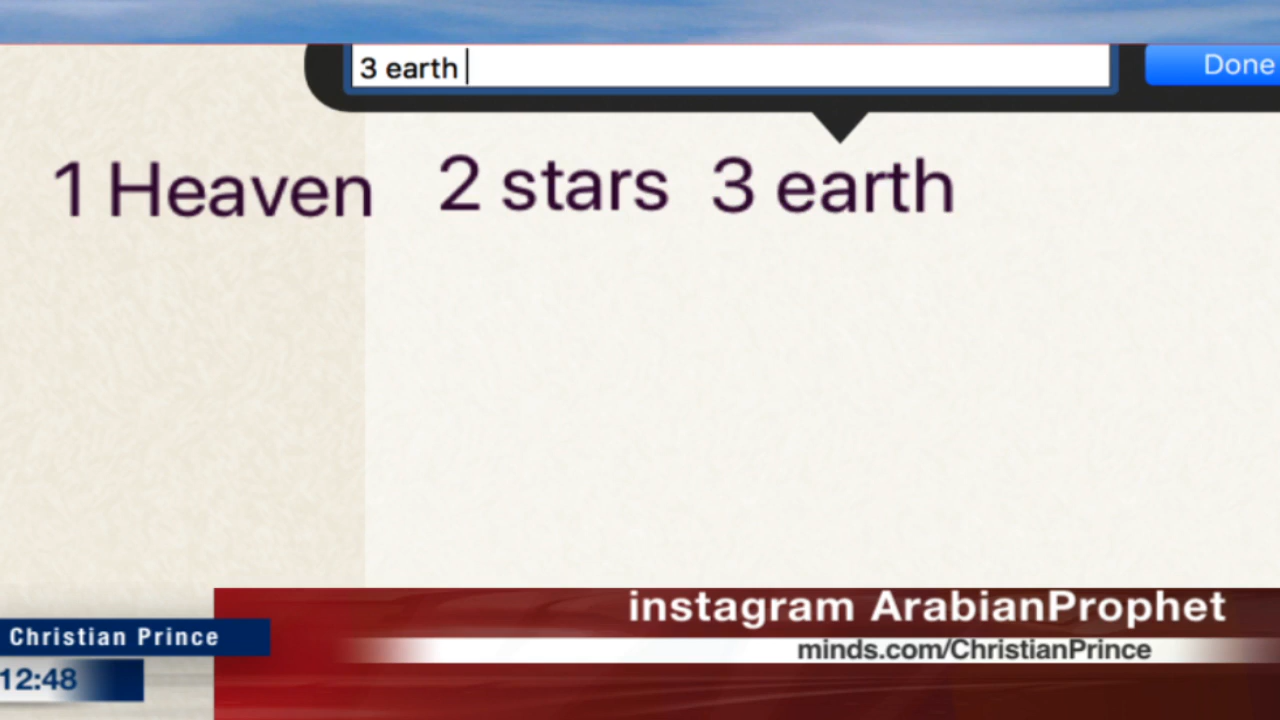 3 earth
Done
1 Heaven 2 stars 3 earth
instagram ArabianProphet
Christian Prince
minds.com/ChristianPrince
12:48